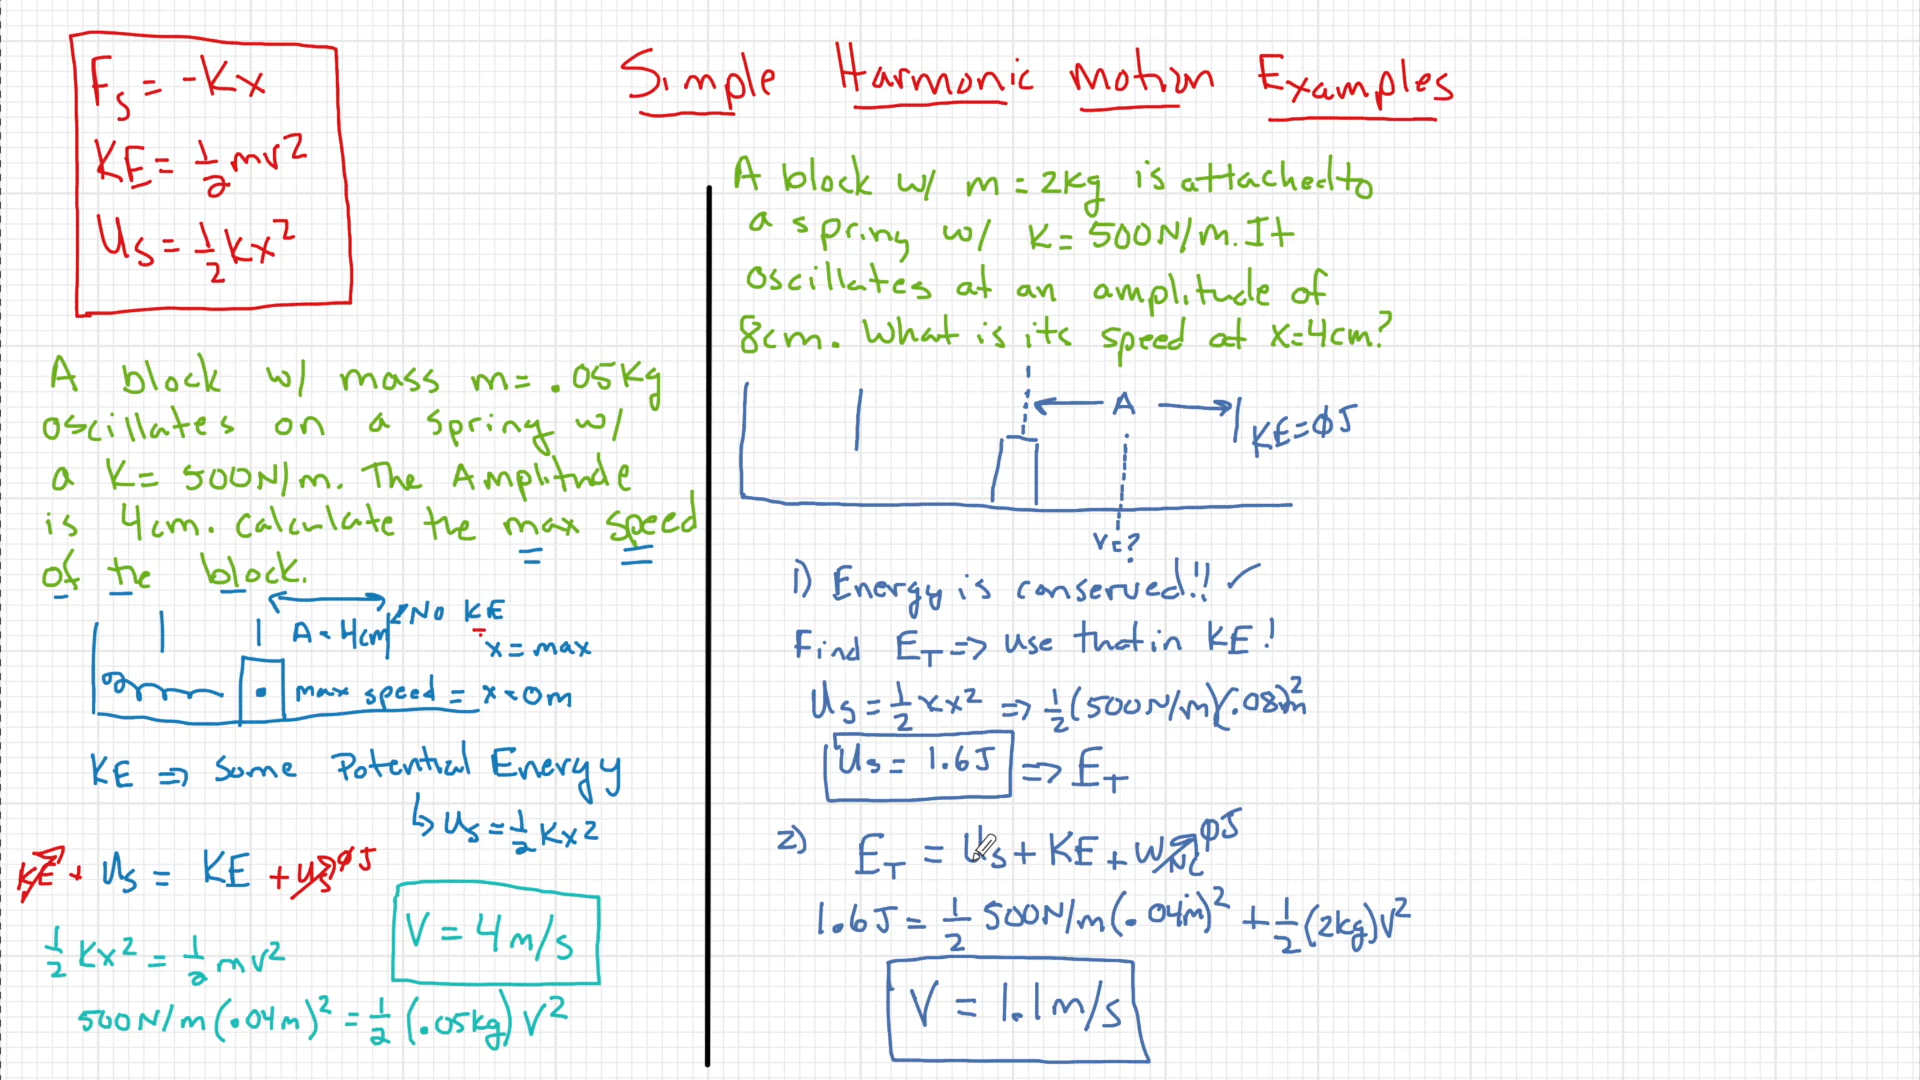 Simple Harmonic Motion Examples
Fs = -Kx
KE = 1/2 mv²
Us = 1/2 kx²
A block w/ mass m= .05Kg
oscillates on a spring w/
a K= 500N/m. The Amplitude
is 4cm. calculate the max speed
of the block.
A = 4cm
No KE
x = max
max speed = x = 0m
KE => Some Potential Energy
↳ Us = 1/2 Kx²
KE + Us = KE + Us ØJ
1/2 Kx² = 1/2 mv²
500N/m (.04m)² = 1/2 (.05kg) V²
V = 4m/s
A block w/ m = 2kg is attached to
a spring w/ K= 500N/m. It
oscillates at an amplitude of
8cm. What is its speed at x=4cm?
A
KE=ØJ
V=?
1) Energy is conserved!! ✓
Find ET => use that in KE!
Us = 1/2 kx² => 1/2 (500N/m)(.08m)²
Us = 1.6J => ET
2) ET = Us + KE + WNC ØJ
1.6J = 1/2 500N/m (.04m)² + 1/2 (2kg)V²
V = 1.1m/s